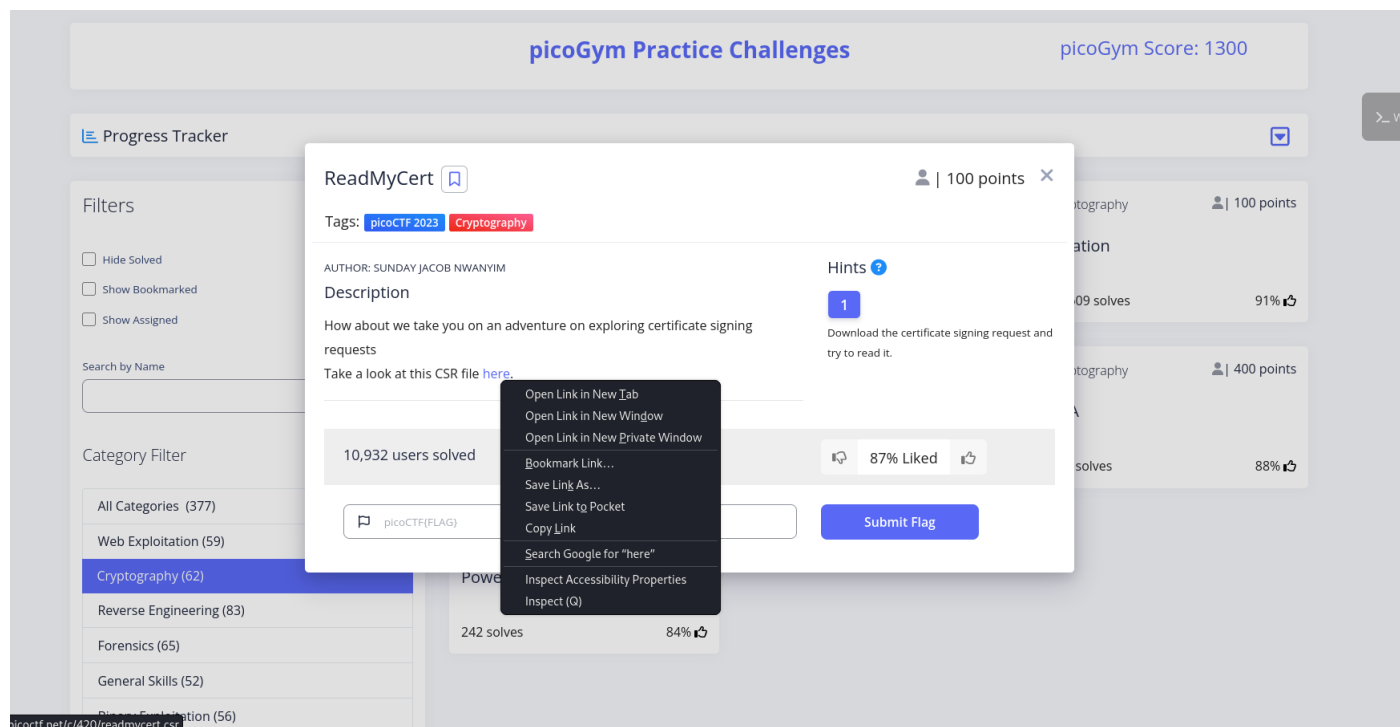 picoGym Practice Challenges
picoGym Score: 1300
Progress Tracker
Filters
Hide Solved
Show Bookmarked
Show Assigned
Search by Name
Category Filter
All Categories (377)
Web Exploitation (59)
Cryptography (62)
Reverse Engineering (83)
Forensics (65)
General Skills (52)
ReadMyCert
| 100 points
Tags: picoCTF 2023 Cryptography
AUTHOR: SUNDAY JACOB NWANYIM
Description
How about we take you on an adventure on exploring certificate signing
requests
Take a look at this CSR file here.
Hints ?
1
Download the certificate signing request and
try to read it.
10,932 users solved
87% Liked
picoCTF{FLAG}
Submit Flag
Open Link in New Tab
Open Link in New Window
Open Link in New Private Window
Bookmark Link…
Save Link As…
Save Link to Pocket
Copy Link
Search Google for “here”
Inspect Accessibility Properties
Inspect (Q)
| 100 points
solves
91%
| 400 points
solves
88%
242 solves
84%